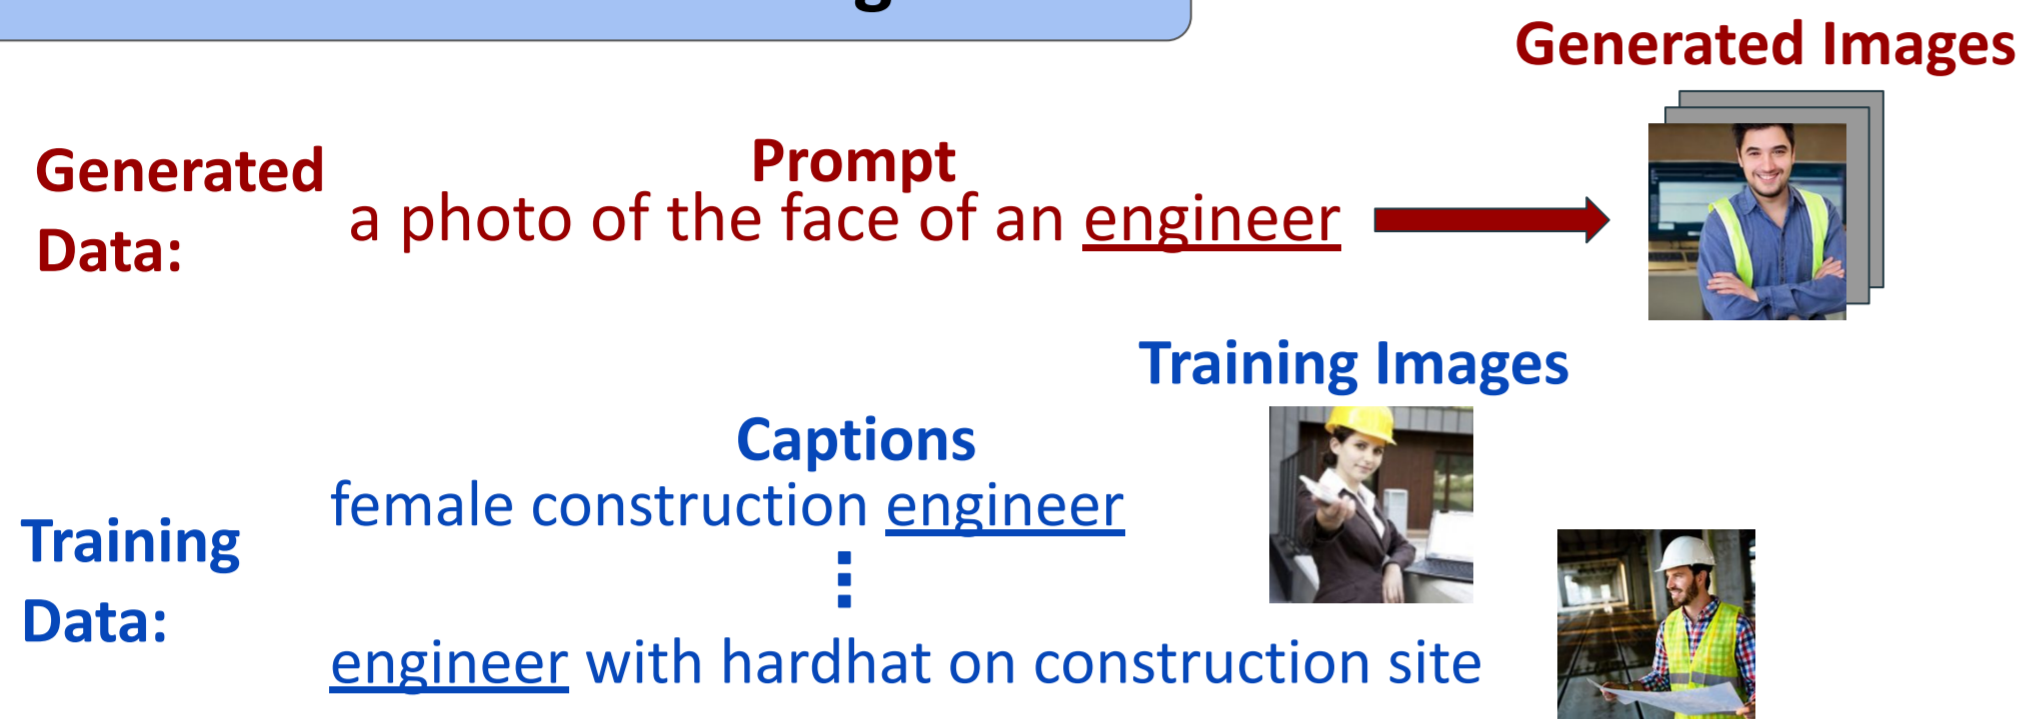 Generated Images
Generated
Data:
Prompt
a photo of the face of an engineer
Training Images
Captions
female construction engineer
Training
Data:
engineer with hardhat on construction site